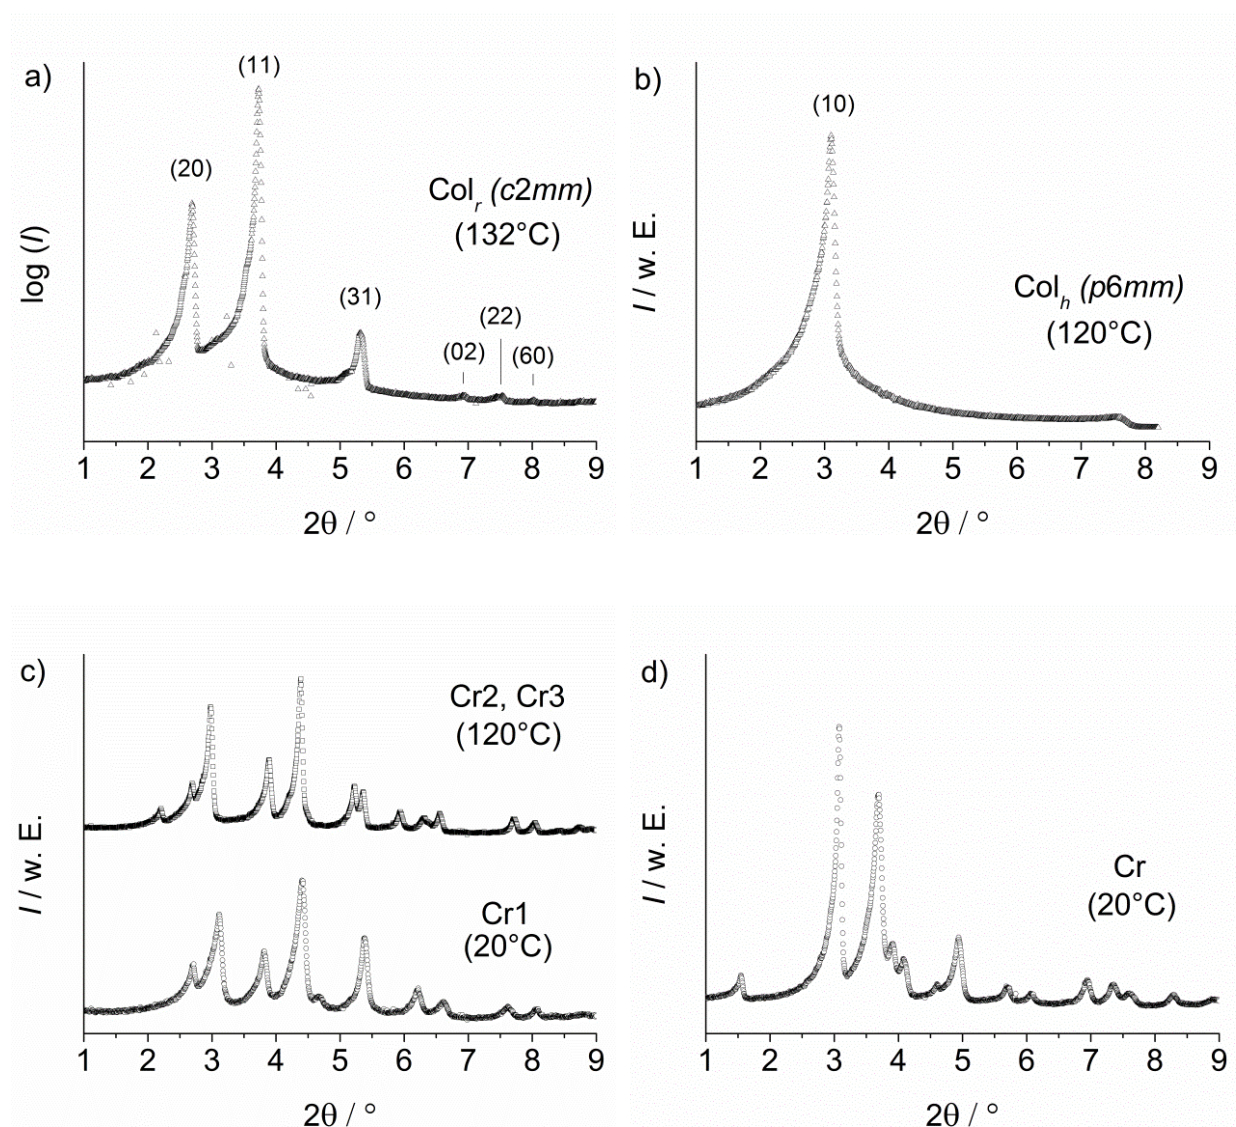 a)
(11)
(20)
Col_r (c2mm)
(132°C)
(31)
(22)
(02)
(60)
log (I)
1 2 3 4 5 6 7 8 9
2θ / °
b)
(10)
Col_h (p6mm)
(120°C)
I / w. E.
1 2 3 4 5 6 7 8 9
2θ / °
c)
Cr2, Cr3
(120°C)
Cr1
(20°C)
I / w. E.
1 2 3 4 5 6 7 8 9
2θ / °
d)
Cr
(20°C)
I / w. E.
1 2 3 4 5 6 7 8 9
2θ / °